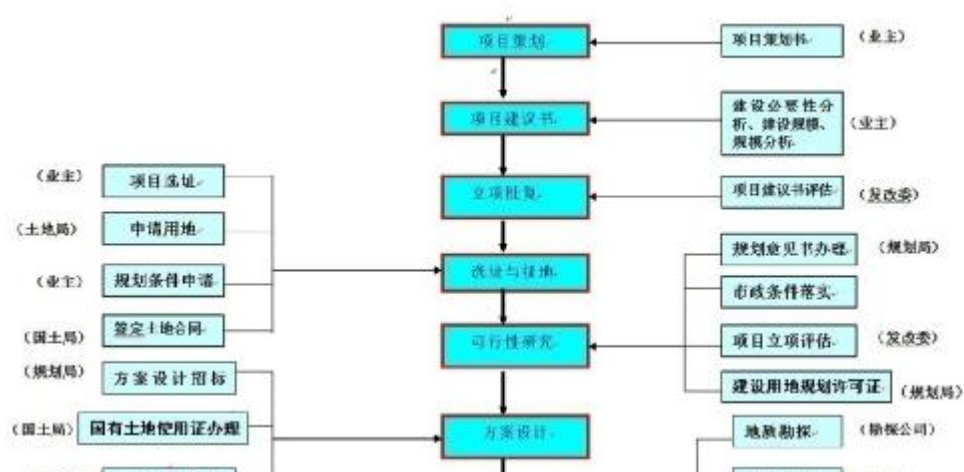 项目策划
项目策划书
（业主）
项目建议书
建设必要性分
析、建设规模、
规模分析
（业主）
立项批复
项目建议书评估
（发改委）
（业主）
项目选址
（土地局）
申请用地
（业主）
规划条件申请
（国土局）
签定土地合同
选址与征地
规划意见书办理
（规划局）
市政条件落实
可行性研究
项目立项评估
（发改委）
建设用地规划许可证
（规划局）
（规划局）
方案设计招标
（国土局）
国有土地使用证办理
方案设计
地质勘探
（勘探公司）